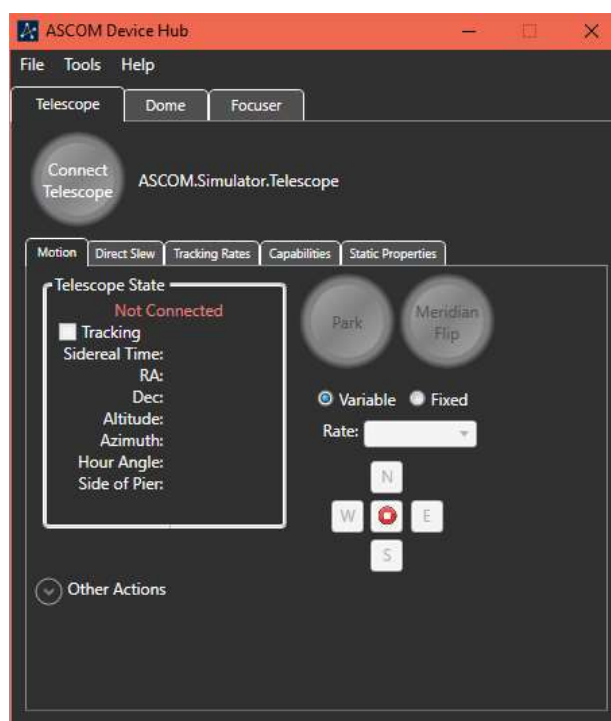 ASCOM Device Hub
File Tools Help
Telescope Dome Focuser
Connect
Telescope
ASCOM.Simulator.Telescope
Motion Direct Slew Tracking Rates Capabilities Static Properties
Telescope State
Not Connected
Tracking
Sidereal Time:
RA:
Dec:
Altitude:
Azimuth:
Hour Angle:
Side of Pier:
Park
Meridian
Flip
Variable Fixed
Rate:
N
W E
S
Other Actions